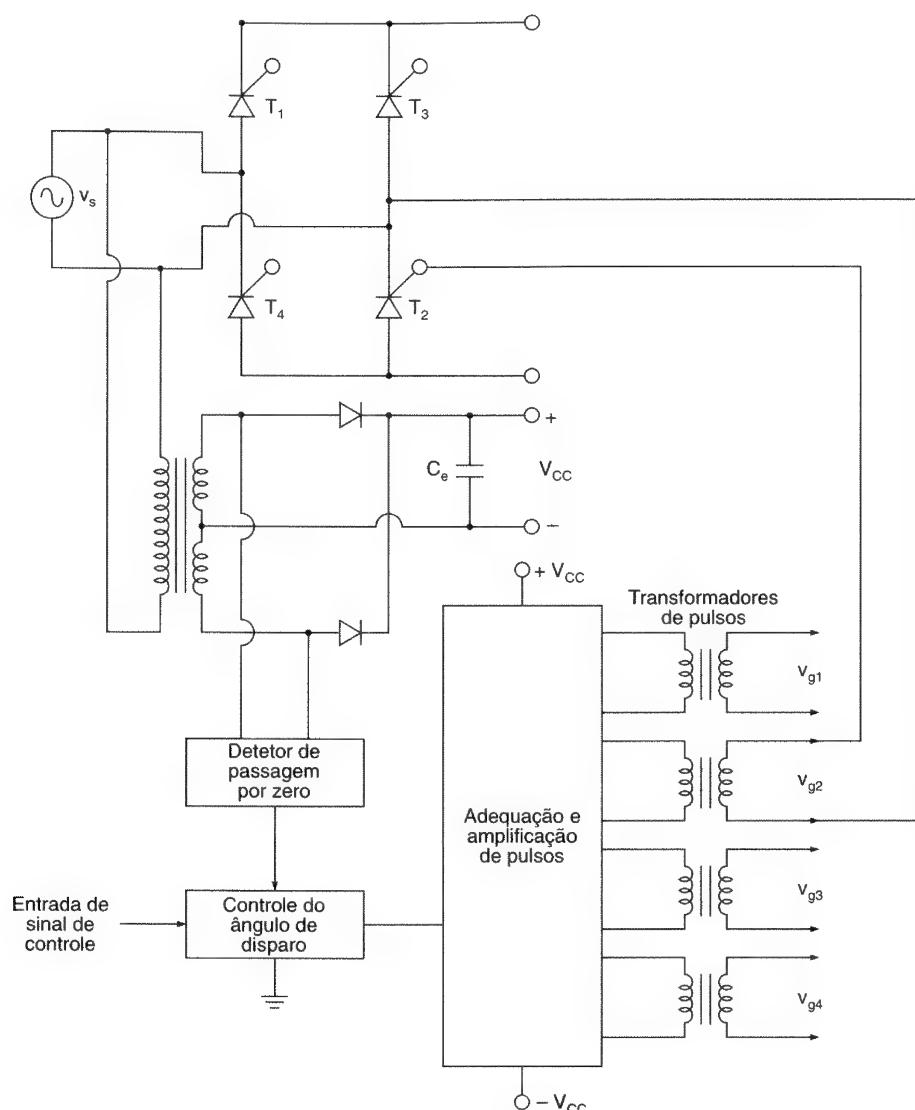 T1
T3
vs
T4
T2
+
Ce
VCC
−
+ VCC
Transformadores
de pulsos
vg1
Detetor de
passagem
por zero
vg2
Adequação e
amplificação
de pulsos
Entrada de
sinal de
controle
Controle do
ângulo de
disparo
vg3
vg4
− VCC